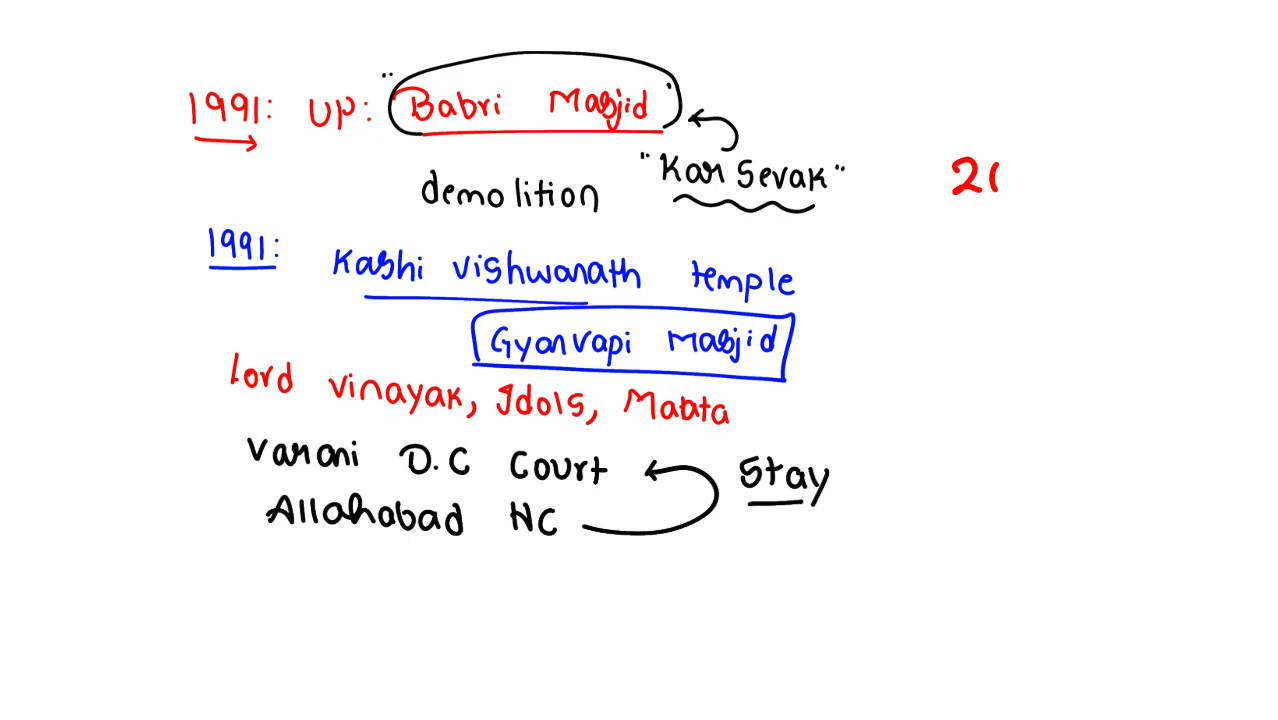 1991: UP: "Babri Masjid"
"Kar Sevak"
demolition
21
1991: Kashi Vishwanath temple
Gyanvapi Masjid
Lord Vinayak, Idols, Maata
Varani D.C Court Stay
Allahabad HC